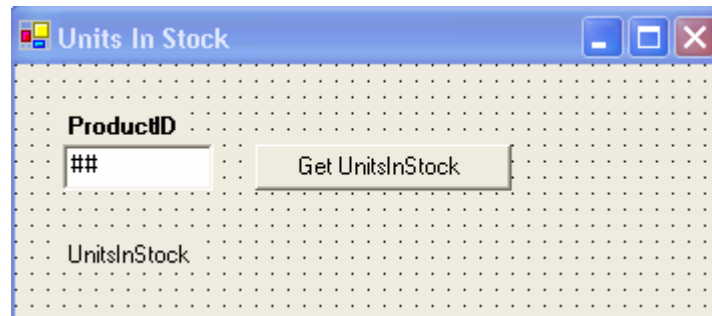 Units In Stock
ProductID
##
Get UnitsInStock
UnitsInStock